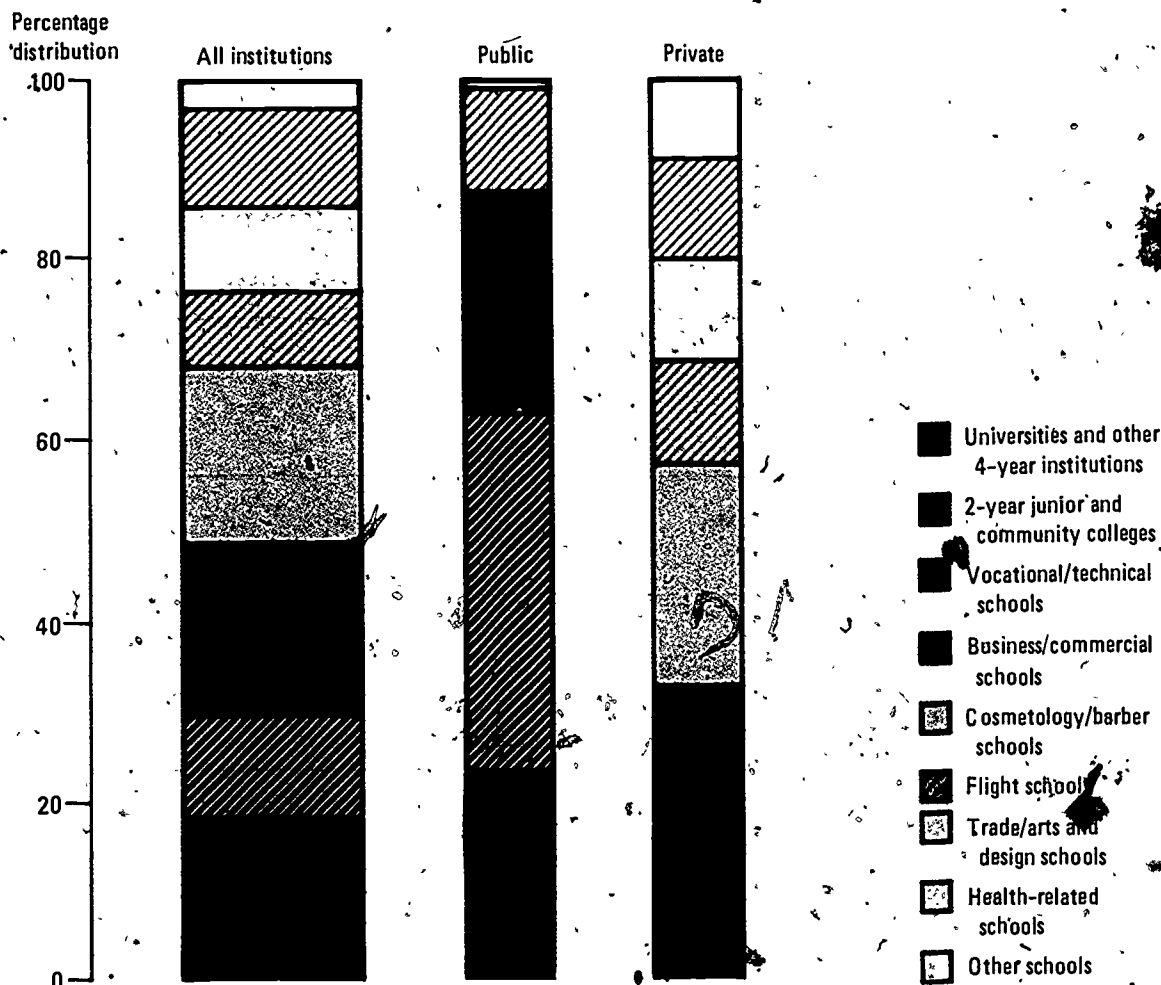 Percentage
distribution
All institutions
Public
Private
100
80
60
40
20
0
Universities and other
4-year institutions
2-year junior and
community colleges
Vocational/technical
schools
Business/commercial
schools
Cosmetology/barber
schools
Flight school
Trade/arts and
design schools
Health-related
schools
Other schools